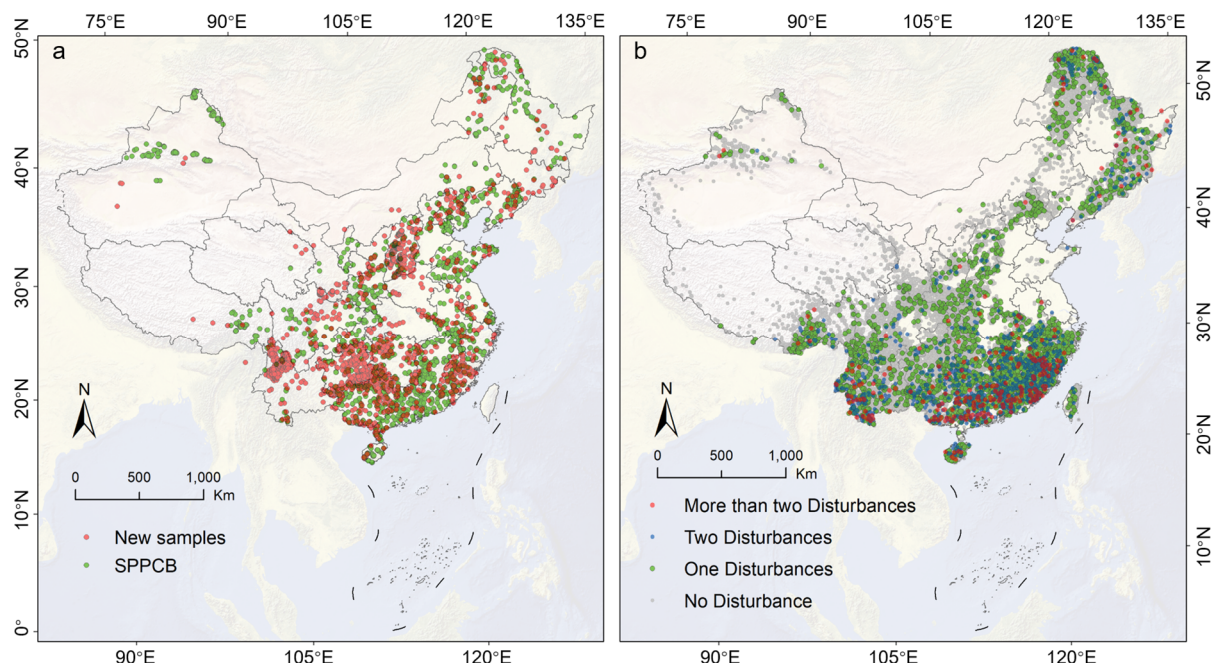 75°E 90°E 105°E 120°E 135°E
a
50°N
40°N
30°N
20°N
10°N
0°
N
0 500 1,000
Km
New samples
SPPCB
90°E 105°E 120°E
75°E 90°E 105°E 120°E 135°E
b
50°N
40°N
30°N
20°N
10°N
N
0 500 1,000
Km
More than two Disturbances
Two Disturbances
One Disturbances
No Disturbance
90°E 105°E 120°E